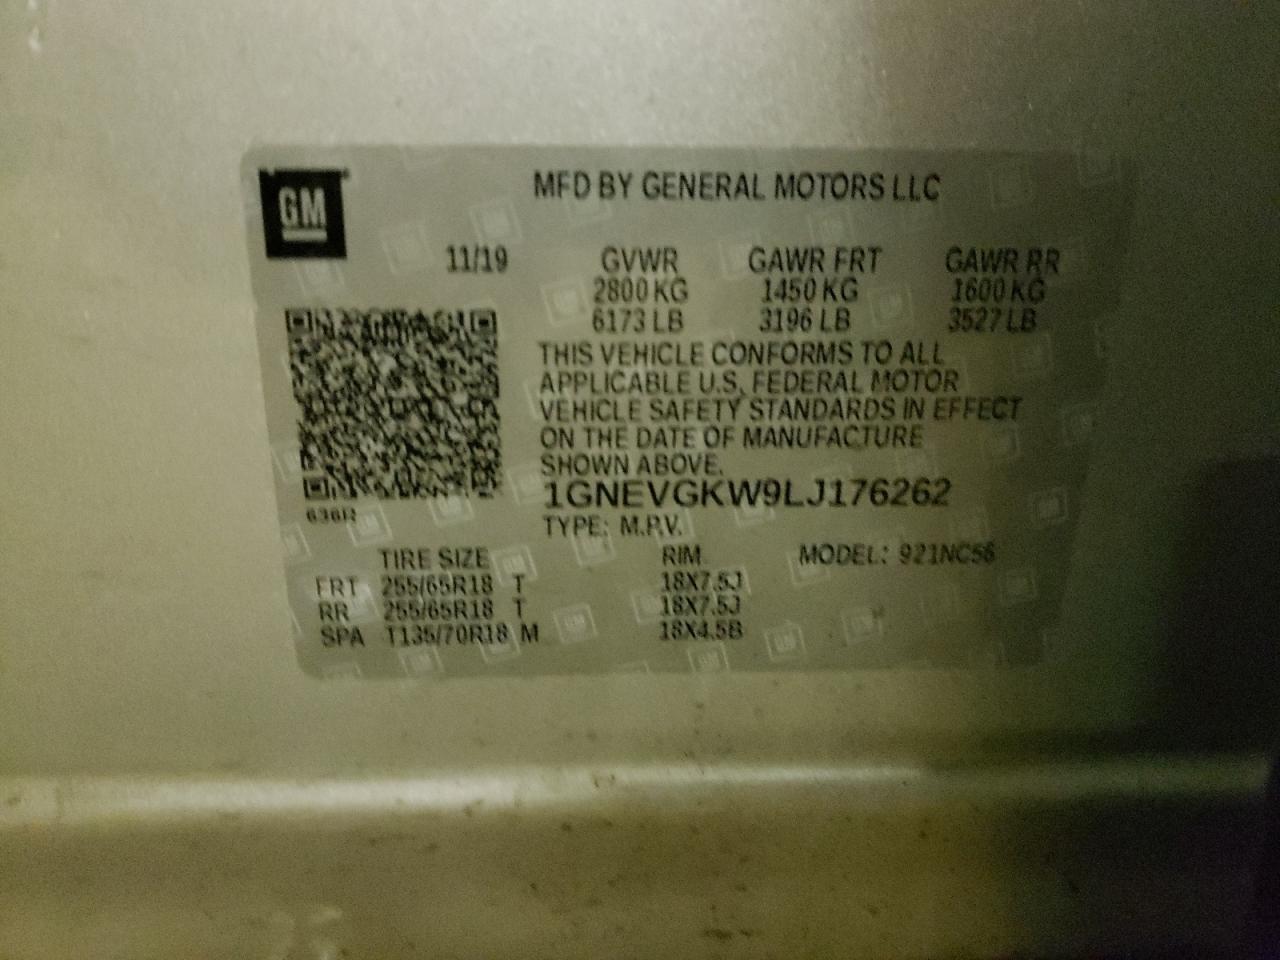 GM
MFD BY GENERAL MOTORS LLC
11/19 GVWR GAWR FRT GAWR RR
2800 KG 1450 KG 1600 KG
6173 LB 3196 LB 3527 LB
THIS VEHICLE CONFORMS TO ALL
APPLICABLE U.S. FEDERAL MOTOR
VEHICLE SAFETY STANDARDS IN EFFECT
ON THE DATE OF MANUFACTURE
SHOWN ABOVE.
1GNEVGKW9LJ176262
636R
TYPE: M.P.V.
TIRE SIZE RIM MODEL: 921NC56
FRT 255/65R18 T 18X7.5J
RR 255/65R18 T 18X7.5J
SPA T135/70R18 M 18X4.5B